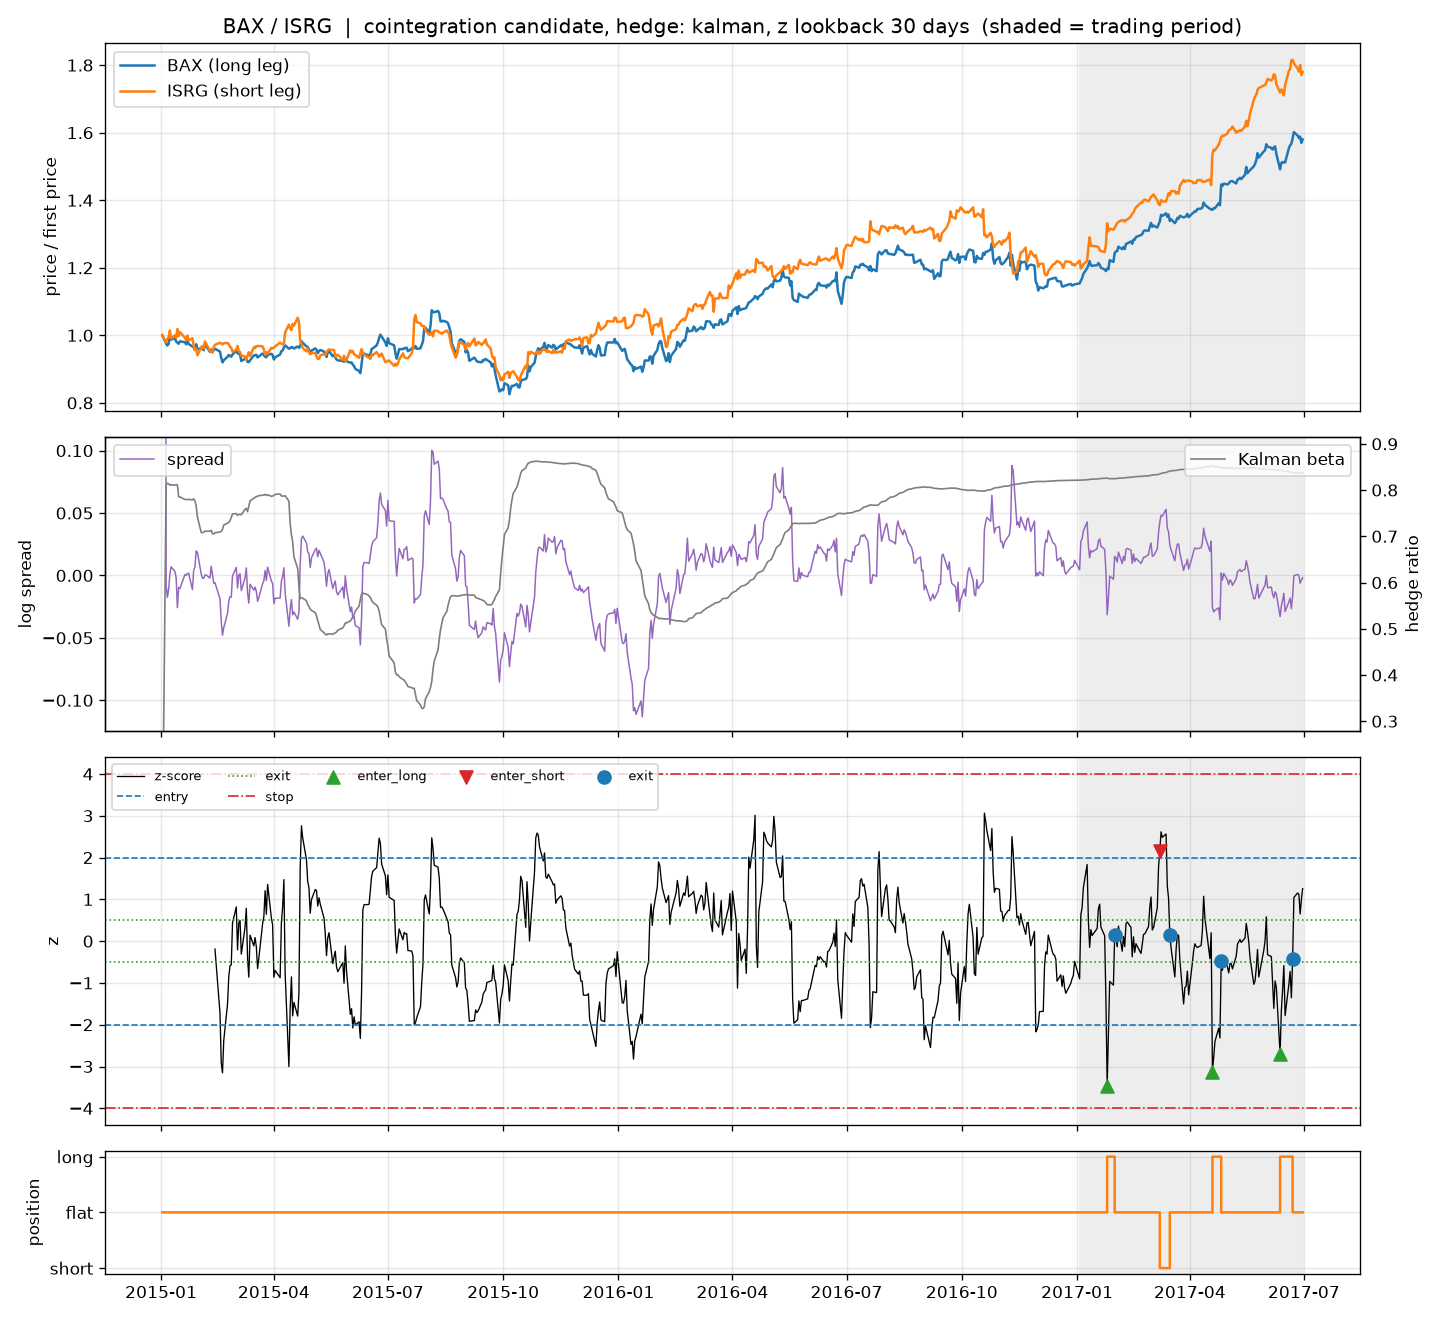 BAX / ISRG | cointegration candidate, hedge: kalman, z lookback 30 days (shaded = trading period)
BAX (long leg)
ISRG (short leg)
price / first price
1.8
1.6
1.4
1.2
1.0
0.8
spread
Kalman beta
log spread
0.10
0.05
0.00
−0.05
−0.10
hedge ratio
0.9
0.8
0.7
0.6
0.5
0.4
0.3
z-score
entry
exit
stop
enter_long
enter_short
exit
z
4
3
2
1
0
−1
−2
−3
−4
position
long
flat
short
2015-01
2015-04
2015-07
2015-10
2016-01
2016-04
2016-07
2016-10
2017-01
2017-04
2017-07